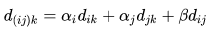 d_{(ij)k} = α_i d_{ik} + α_j d_{jk} + β d_{ij}